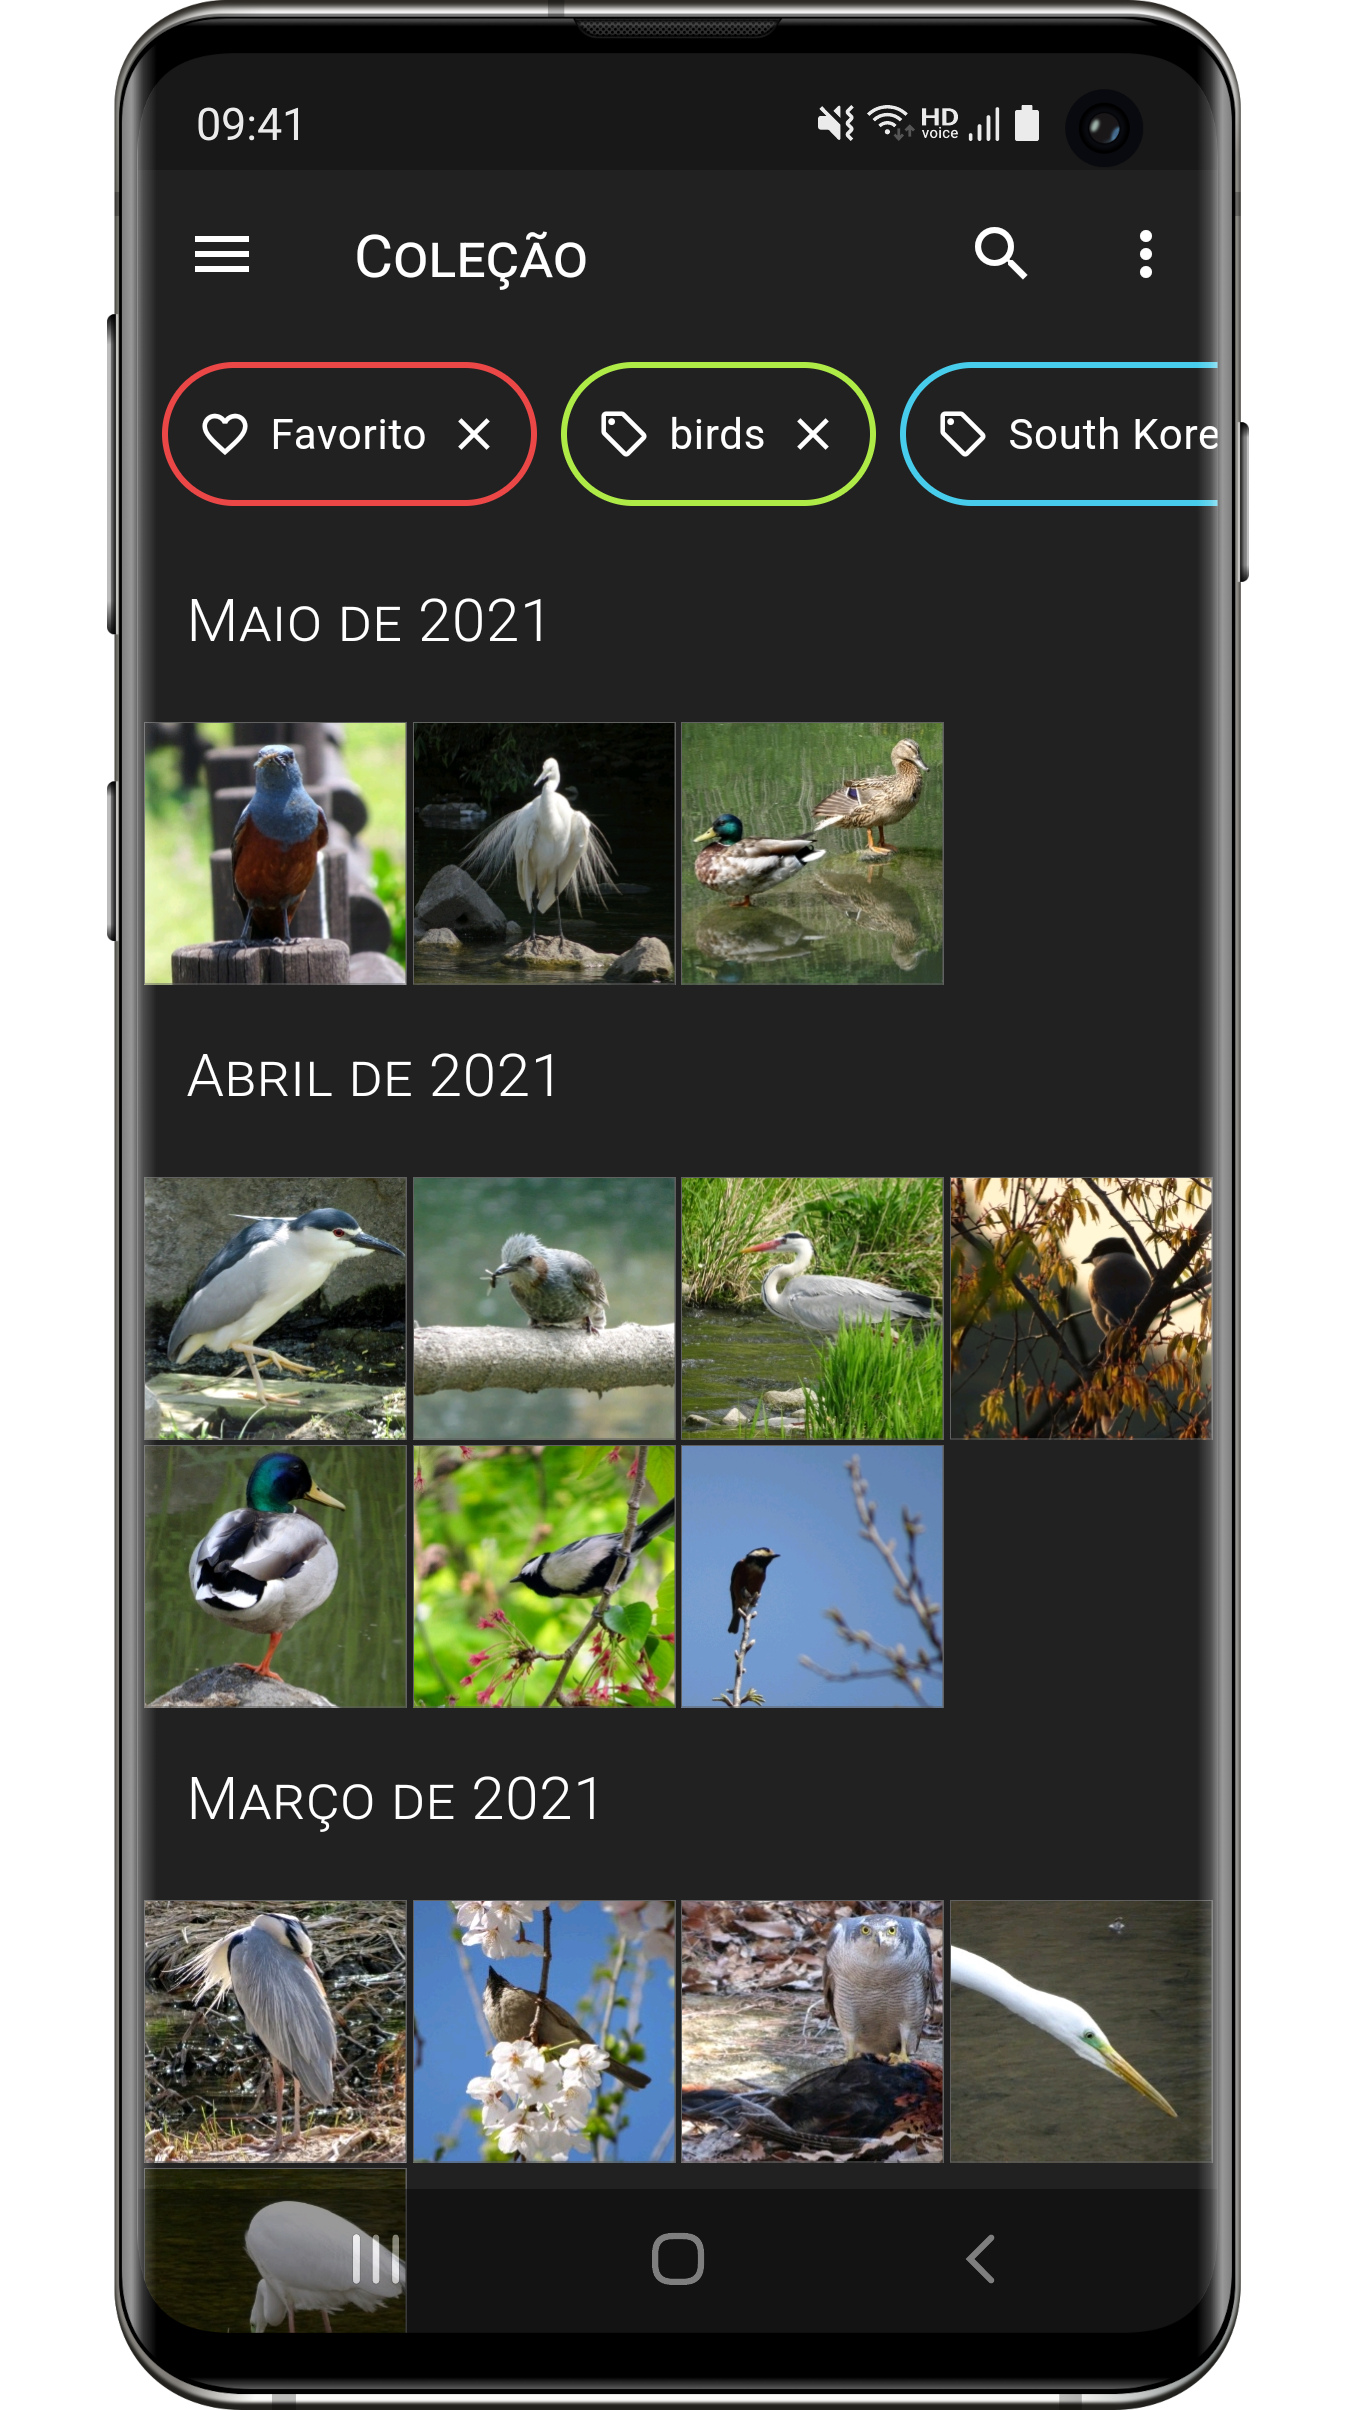 09:41
HD
voice
Coleção
Favorito
birds
South Kore
Maio de 2021
Abril de 2021
Março de 2021